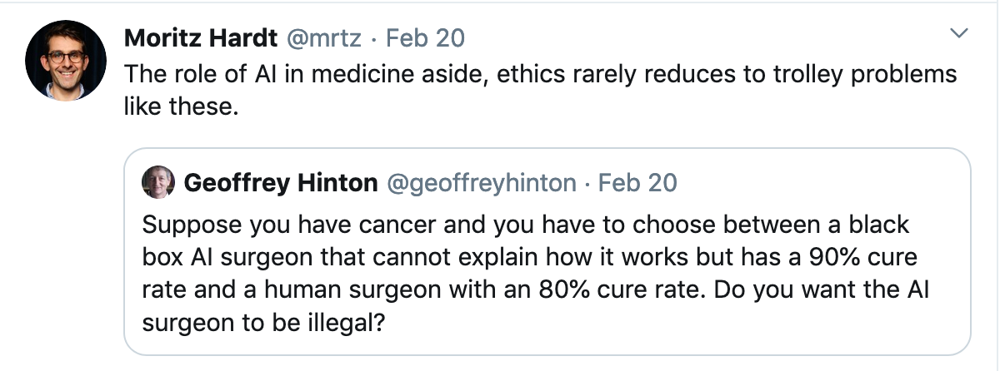 Moritz Hardt @mrtz · Feb 20
The role of AI in medicine aside, ethics rarely reduces to trolley problems
like these.
Geoffrey Hinton @geoffreyhinton · Feb 20
Suppose you have cancer and you have to choose between a black
box AI surgeon that cannot explain how it works but has a 90% cure
rate and a human surgeon with an 80% cure rate. Do you want the AI
surgeon to be illegal?